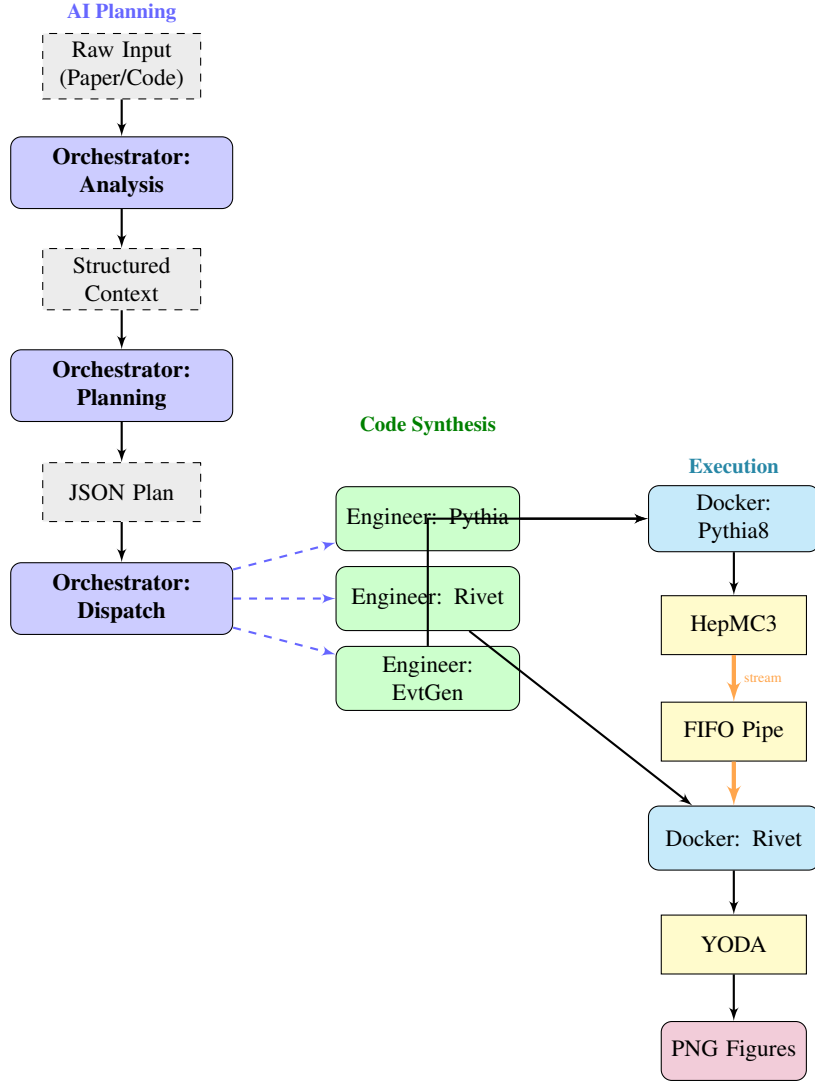 AI Planning
Raw Input
(Paper/Code)
Orchestrator:
Analysis
Structured
Context
Orchestrator:
Planning
JSON Plan
Orchestrator:
Dispatch
Code Synthesis
Engineer: Pythia
Engineer: Rivet
Engineer:
EvtGen
Execution
Docker:
Pythia8
HepMC3
stream
FIFO Pipe
Docker: Rivet
YODA
PNG Figures